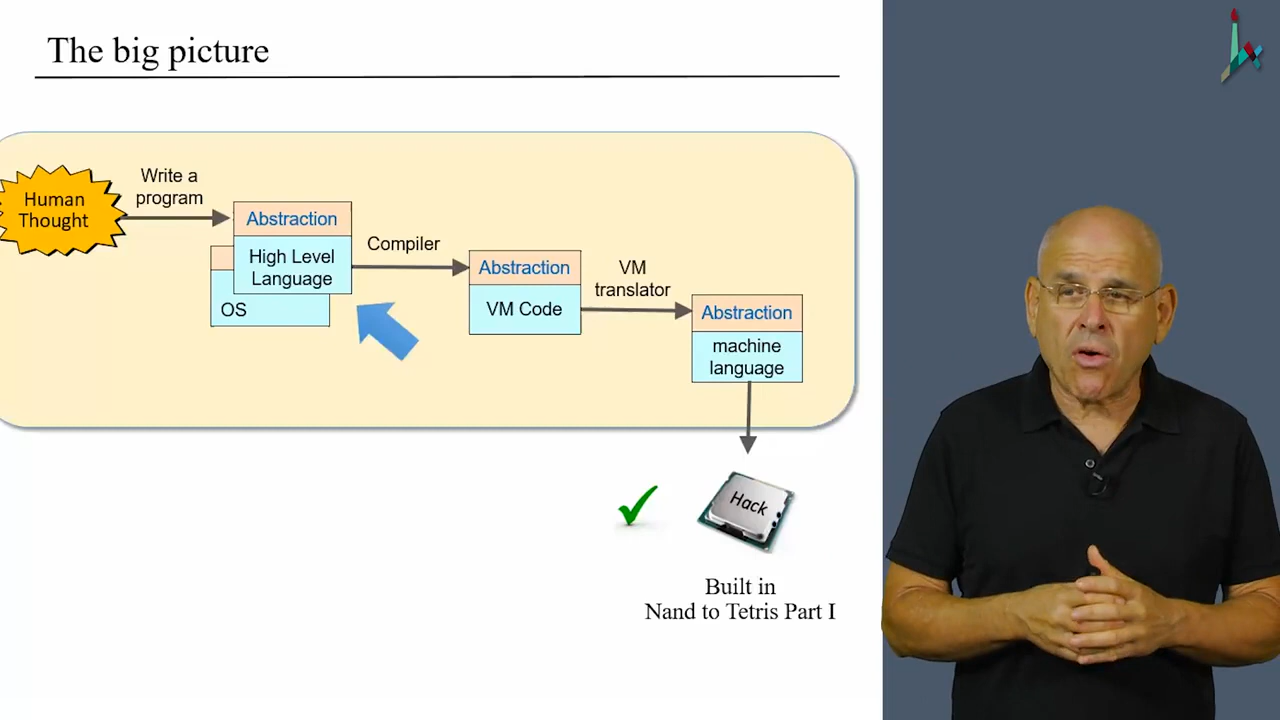 The big picture
Human
Thought
Write a
program
Abstraction
High Level
Language
OS
Compiler
Abstraction
VM Code
VM
translator
Abstraction
machine
language
Hack
Built in
Nand to Tetris Part I